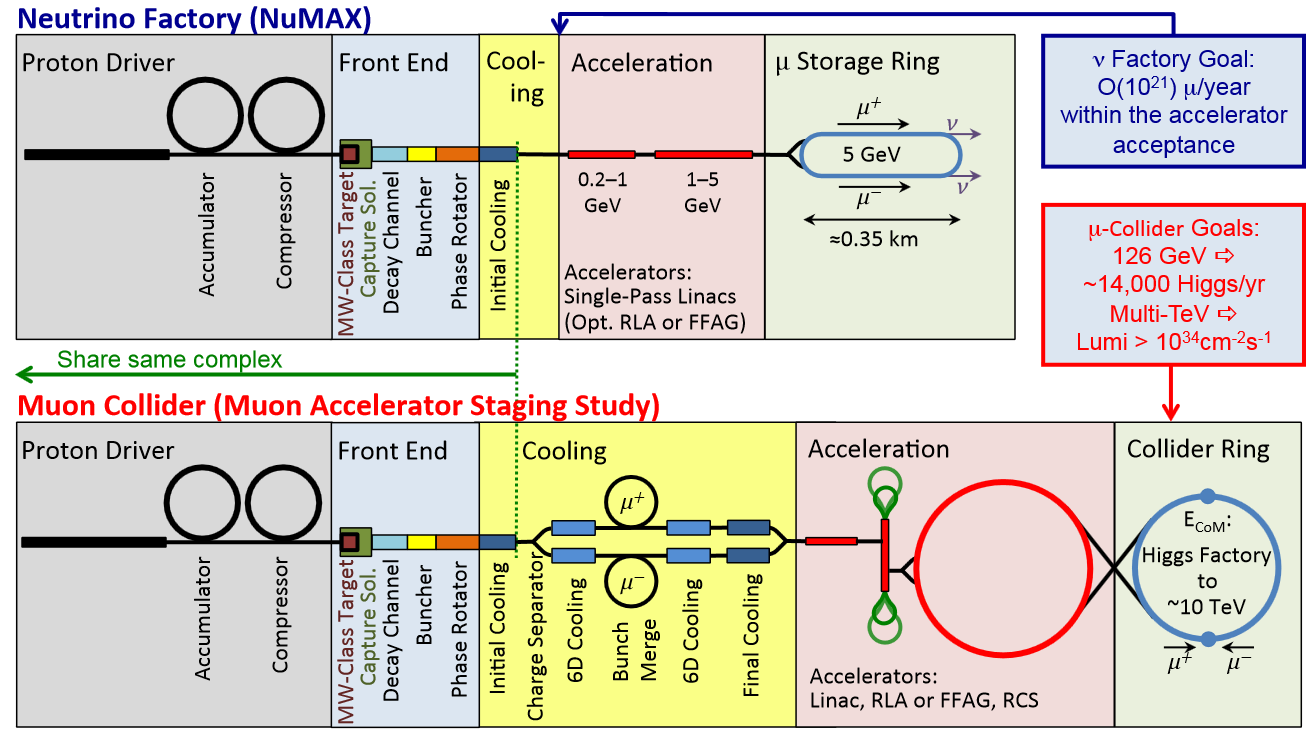 Neutrino Factory (NuMAX)
Proton Driver
Accumulator
Compressor
Front End
MW-Class Target
Capture Sol.
Decay Channel
Buncher
Phase Rotator
Cool-
ing
Initial Cooling
Acceleration
0.2–1
GeV
1–5
GeV
Accelerators:
Single-Pass Linacs
(Opt. RLA or FFAG)
μ Storage Ring
μ⁺
ν
5 GeV
μ⁻
ν
≈0.35 km
ν Factory Goal:
O(10²¹) μ/year
within the accelerator
acceptance
μ-Collider Goals:
126 GeV ⇨
~14,000 Higgs/yr
Multi-TeV ⇨
Lumi > 10³⁴cm⁻²s⁻¹
Share same complex
Muon Collider (Muon Accelerator Staging Study)
Proton Driver
Accumulator
Compressor
Front End
MW-Class Target
Capture Sol.
Decay Channel
Buncher
Phase Rotator
Cooling
Initial Cooling
Charge Separator
6D Cooling
μ⁺
μ⁻
Bunch
Merge
6D Cooling
Final Cooling
Acceleration
Accelerators:
Linac, RLA or FFAG, RCS
Collider Ring
E_CoM:
Higgs Factory
to
~10 TeV
μ⁺ μ⁻